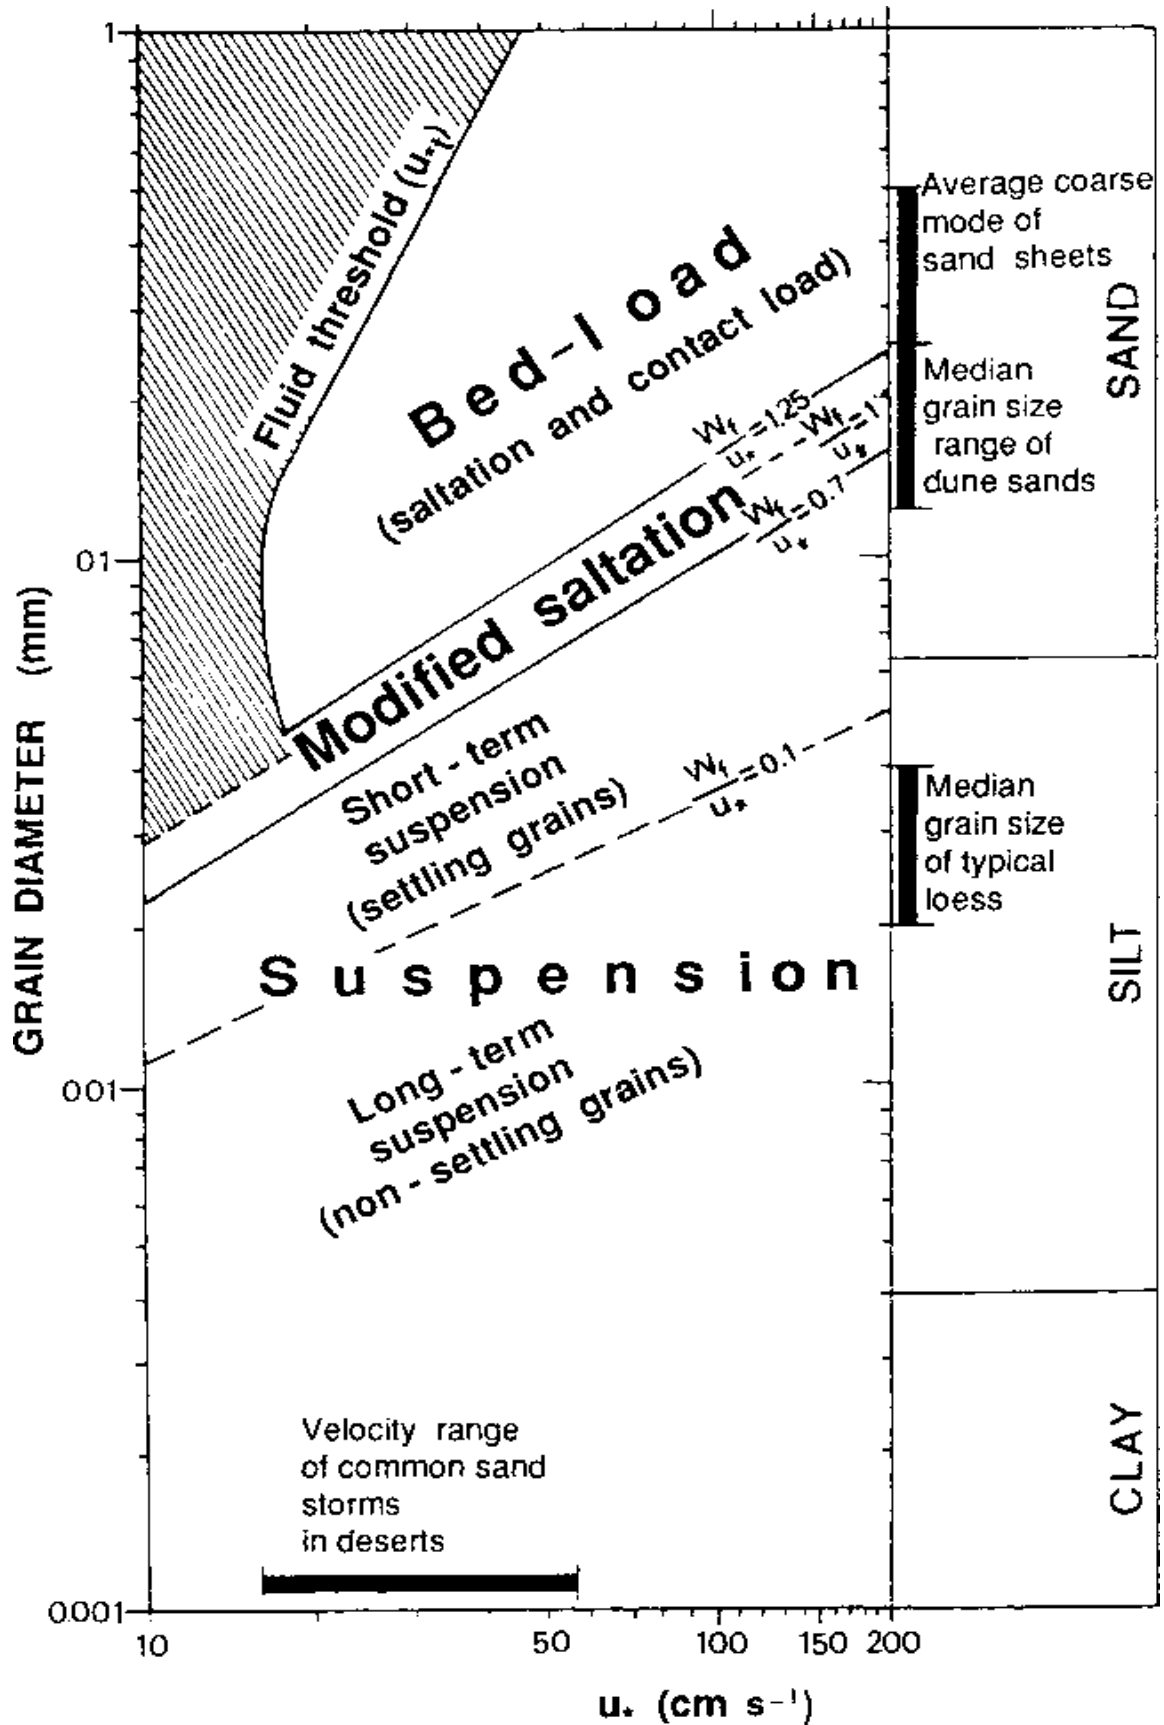 1
01
001
0.001
GRAIN DIAMETER (mm)
10
50
100
150
200
u* (cm s-1)
Fluid threshold (u*t)
Bed-load
(saltation and contact load)
Wf/u* = 1.25
Wf/u* = 1
Wf/u* = 0.7
Modified saltation
Short - term
suspension
(settling grains)
Wf/u* = 0.1
Suspension
Long - term
suspension
(non - settling grains)
Velocity range
of common sand
storms
in deserts
Average coarse
mode of
sand sheets
Median
grain size
range of
dune sands
Median
grain size
of typical
loess
SAND
SILT
CLAY